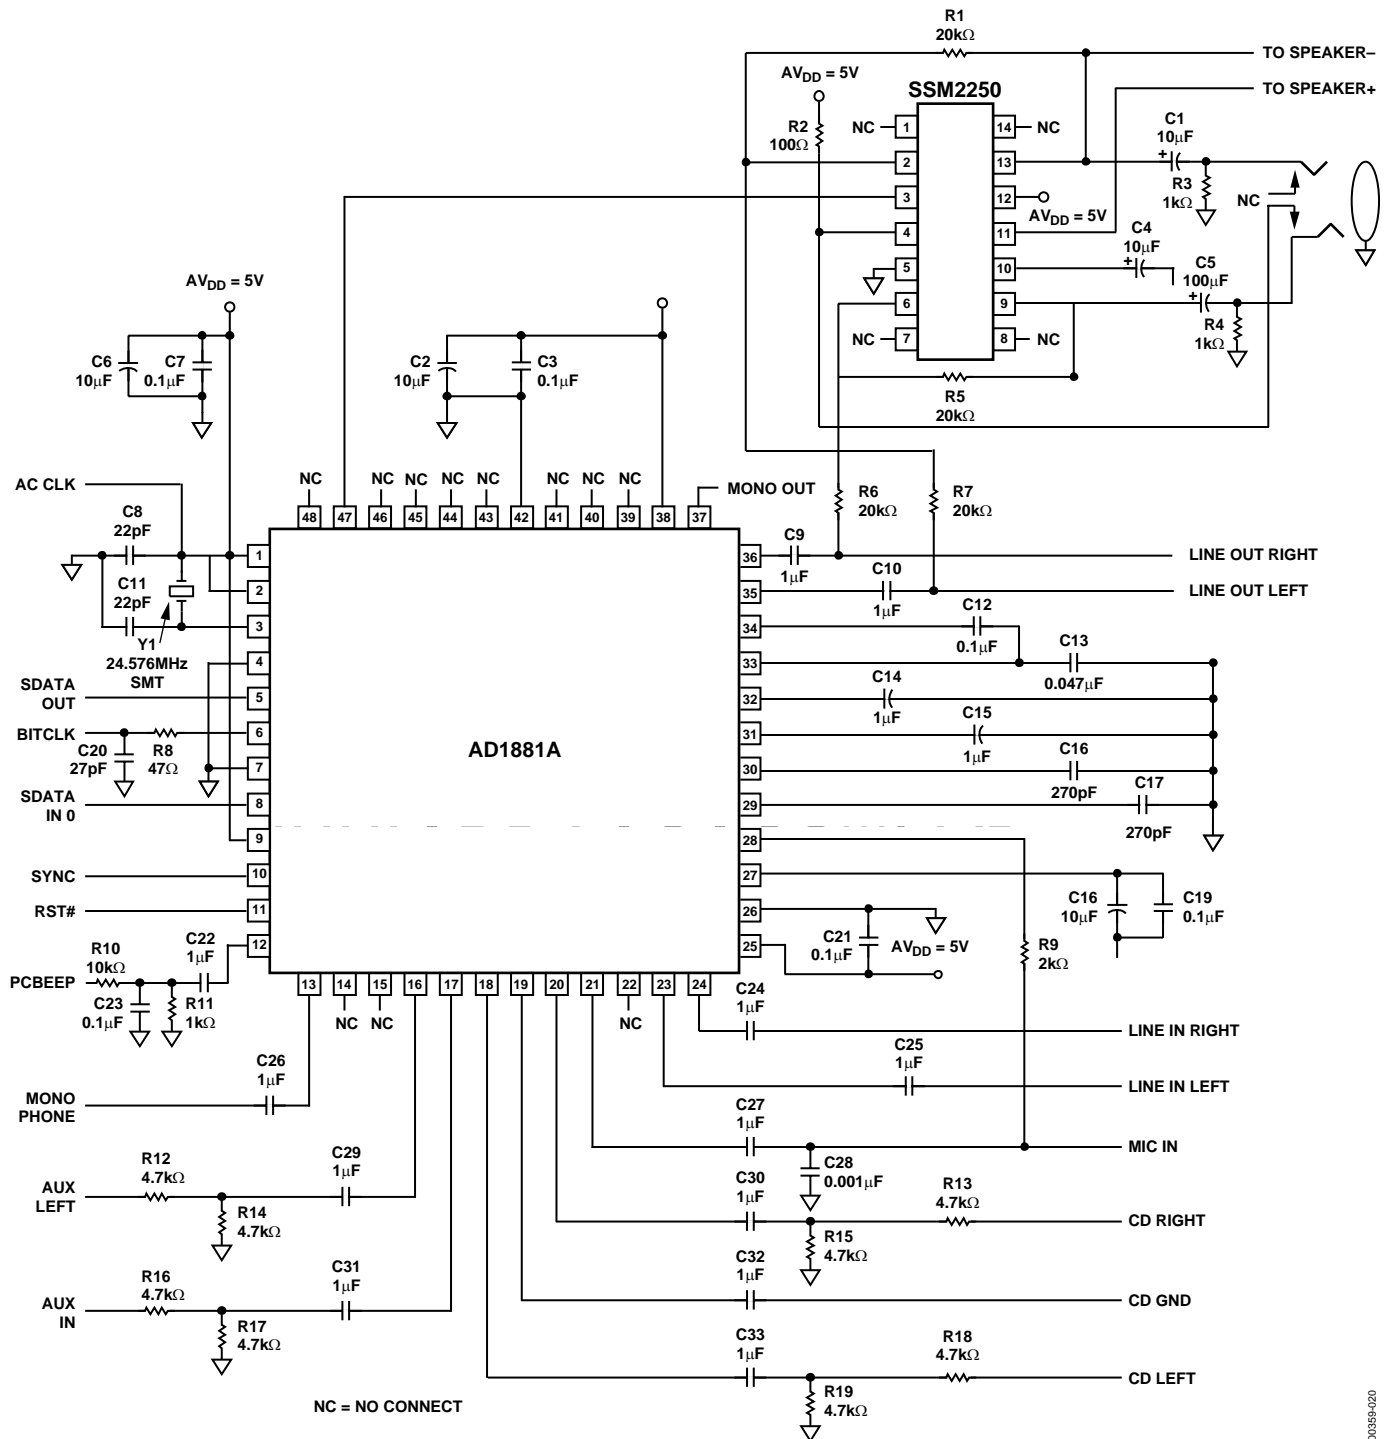 R1
20kΩ
TO SPEAKER–
AVDD = 5V
SSM2250
TO SPEAKER+
R2
100Ω
NC
1
14
NC
C1
10µF
+
2
13
R3
1kΩ
NC
3
12
AVDD = 5V
4
11
C4
10µF
+
5
10
C5
100µF
+
6
9
R4
1kΩ
NC
7
8
NC
R5
20kΩ
AVDD = 5V
C6
10µF
C7
0.1µF
C2
10µF
C3
0.1µF
NC
NC
NC
NC
NC
NC
NC
NC
MONO OUT
48
47
46
45
44
43
42
41
40
39
38
37
R6
20kΩ
R7
20kΩ
AC CLK
C8
22pF
C11
22pF
Y1
24.576MHz
SMT
SDATA
OUT
BITCLK
C20
27pF
R8
47Ω
SDATA
IN 0
SYNC
RST#
R10
10kΩ
C22
1µF
PCBEEP
C23
0.1µF
R11
1kΩ
1
2
3
4
5
6
7
8
9
10
11
12
AD1881A
36
35
34
33
32
31
30
29
28
27
26
25
C9
1µF
LINE OUT RIGHT
C10
1µF
LINE OUT LEFT
C12
0.1µF
C13
0.047µF
C14
1µF
C15
1µF
C16
270pF
C17
270pF
C16
10µF
C19
0.1µF
C21
0.1µF
AVDD = 5V
R9
2kΩ
13
14
15
16
17
18
19
20
21
22
23
24
NC
NC
NC
C24
1µF
LINE IN RIGHT
C25
1µF
LINE IN LEFT
C26
1µF
MONO
PHONE
C27
1µF
MIC IN
C28
0.001µF
R12
4.7kΩ
C29
1µF
AUX
LEFT
R14
4.7kΩ
C30
1µF
R13
4.7kΩ
CD RIGHT
R15
4.7kΩ
R16
4.7kΩ
C31
1µF
AUX
IN
R17
4.7kΩ
C32
1µF
CD GND
C33
1µF
R18
4.7kΩ
CD LEFT
R19
4.7kΩ
NC = NO CONNECT
00359-020